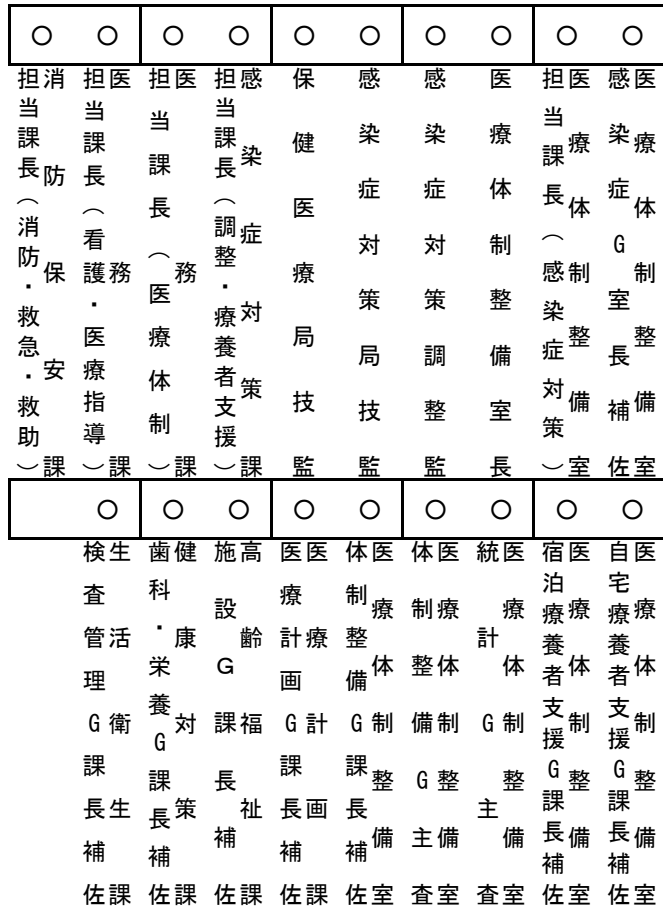 医療体制整備室
感染症G室長補佐
医療体制整備室
担当課長(感染症対策)
医療体制整備室長
感染症対策調整監
感染症対策局技監
保健医療局技監
感染症対策課
担当課長(調整・療養者支援)
医務課
担当課長(医療体制)
医務課
担当課長(看護・医療指導)
消防保安課
担当課長(消防・救急・救助)
医療体制整備室
自宅療養者支援G課長補佐
医療体制整備室
宿泊療養者支援G課長補佐
医療体制整備室
統計G主査
医療体制整備室
体制整備G主査
医療体制整備室
体制整備G課長補佐
医療計画課
医療計画G課長補佐
高齢福祉課
施設G課長補佐
健康対策課
歯科・栄養G課長補佐
生活衛生課
検査管理G課長補佐